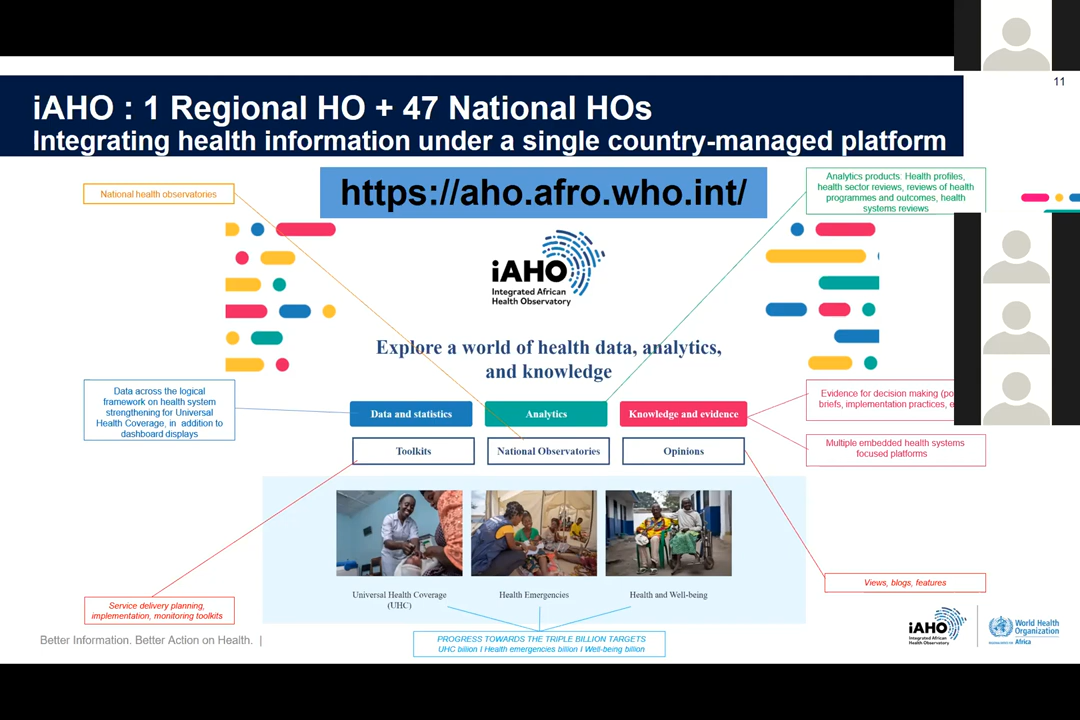 11
iAHO : 1 Regional HO + 47 National HOs
Integrating health information under a single country-managed platform
National health observatories
https://aho.afro.who.int/
Analytics products: Health profiles,
health sector reviews, reviews of health
programmes and outcomes, health
systems reviews
iAHO
Integrated African
Health Observatory
Explore a world of health data, analytics,
and knowledge
Data across the logical
framework on health system
strengthening for Universal
Health Coverage, in addition to
dashboard displays
Data and statistics
Analytics
Knowledge and evidence
Evidence for decision making
briefs, implementation practices,
Toolkits
National Observatories
Opinions
Multiple embedded health systems
focused platforms
Views, blogs, features
Universal Health Coverage
(UHC)
Health Emergencies
Health and Well-being
Service delivery planning,
implementation, monitoring toolkits
PROGRESS TOWARDS THE TRIPLE BILLION TARGETS
UHC billion I Health emergencies billion I Well-being billion
Better Information. Better Action on Health. |
iAHO
Integrated African
Health Observatory
World Health
Organization
Africa